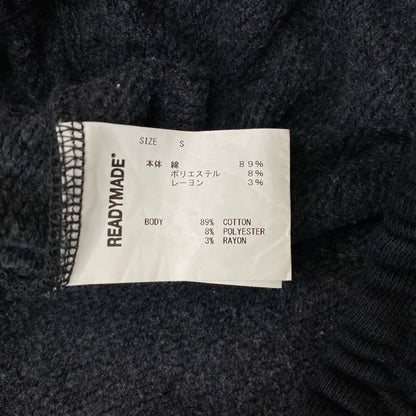 READYMADE®
SIZE S
本体 綿 89%
ポリエステル 8%
レーヨン 3%
BODY 89% COTTON
8% POLYESTER
3% RAYON